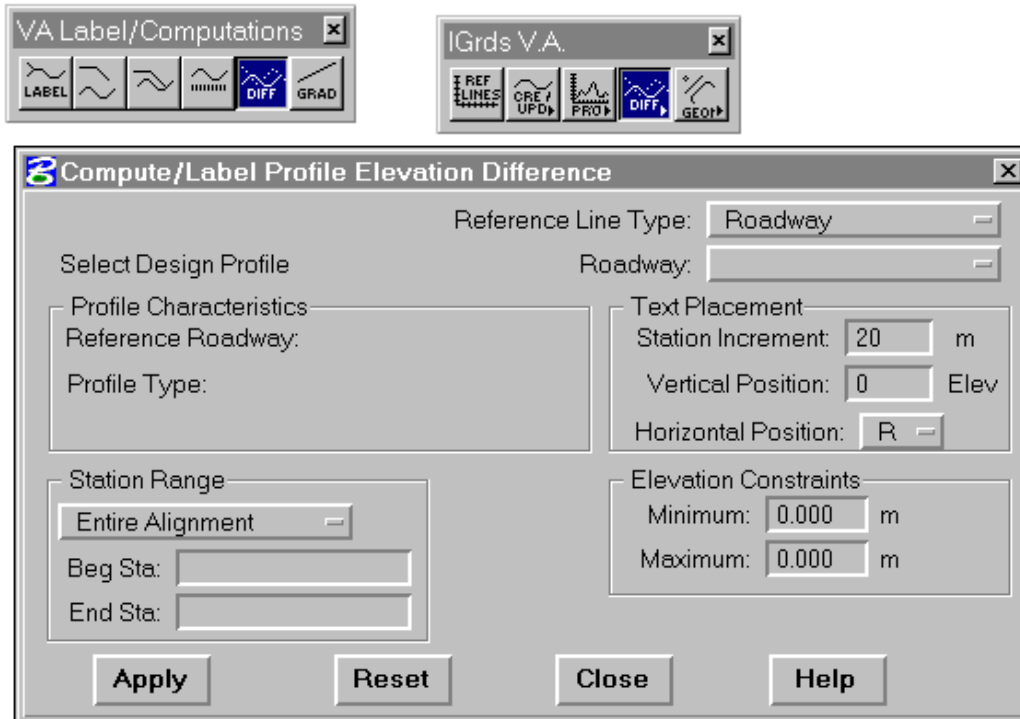 VA Label/Computations
LABEL
DIFF
GRAD
IGrds V.A.
REF LINES
CRE/ UPD
PRO
DIFF
GEOM
Compute/Label Profile Elevation Difference
Reference Line Type: Roadway
Select Design Profile
Roadway:
Profile Characteristics
Reference Roadway:
Profile Type:
Text Placement
Station Increment: 20 m
Vertical Position: 0 Elev
Horizontal Position: R
Station Range
Entire Alignment
Beg Sta:
End Sta:
Elevation Constraints
Minimum: 0.000 m
Maximum: 0.000 m
Apply Reset Close Help